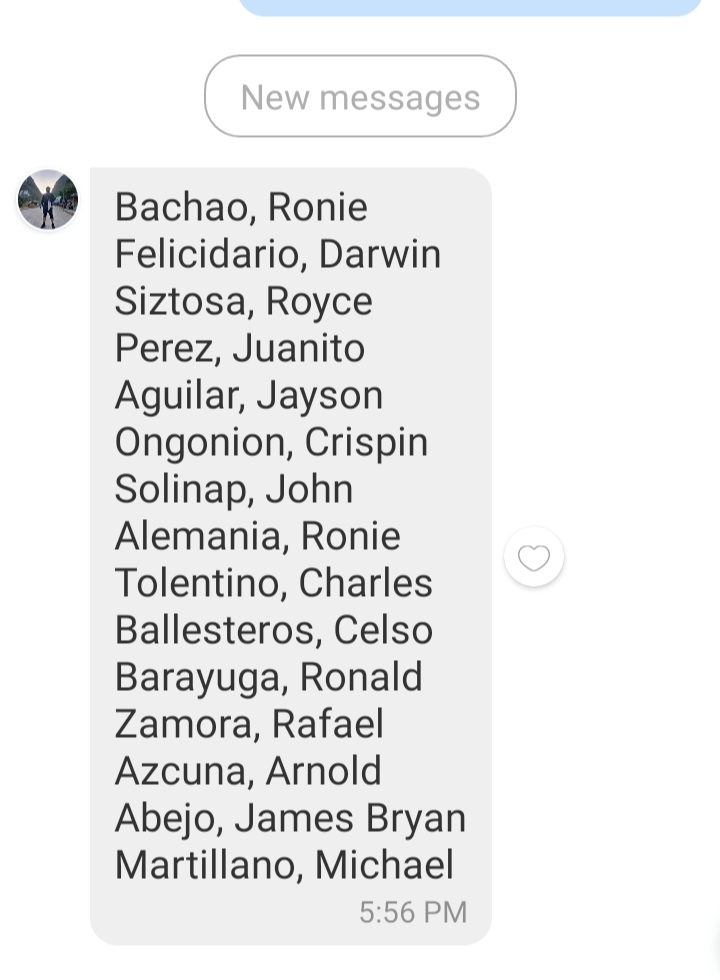 New messages
Bachao, Ronie
Felicidario, Darwin
Siztosa, Royce
Perez, Juanito
Aguilar, Jayson
Ongonion, Crispin
Solinap, John
Alemania, Ronie
Tolentino, Charles
Ballesteros, Celso
Barayuga, Ronald
Zamora, Rafael
Azcuna, Arnold
Abejo, James Bryan
Martillano, Michael
5:56 PM